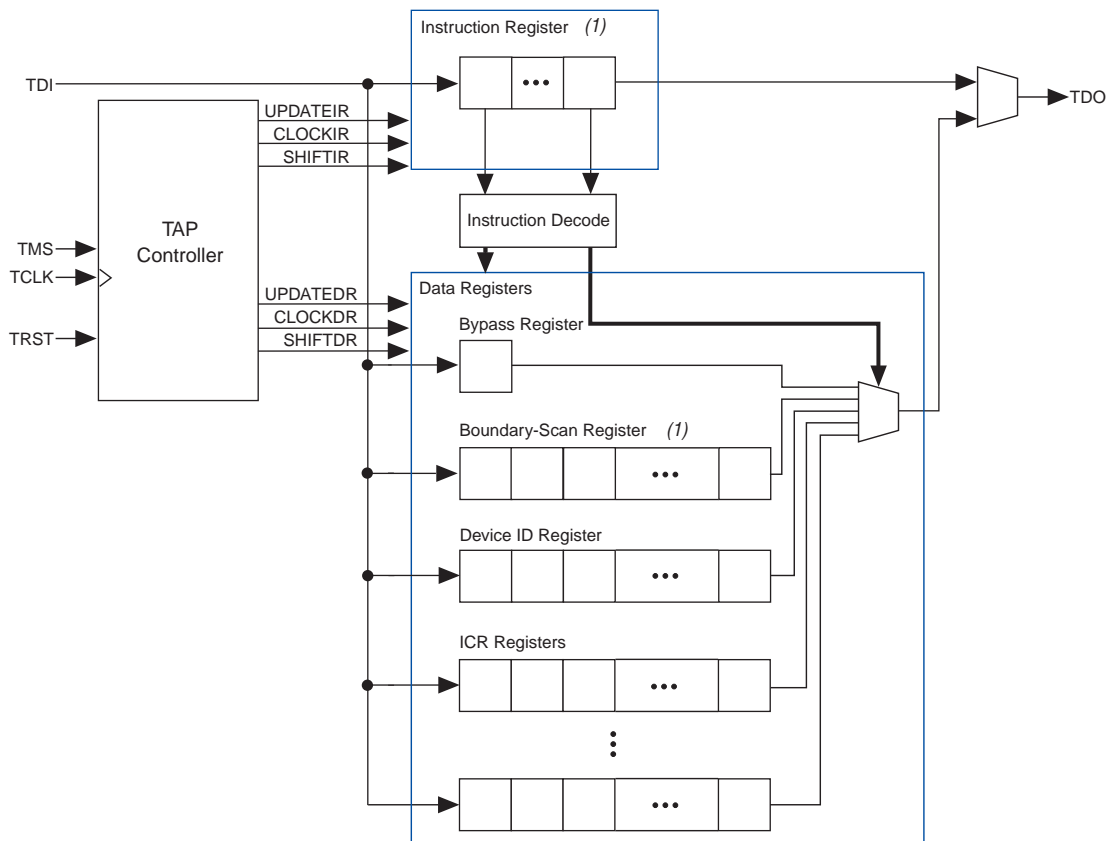 Instruction Register (1)
TDI
TDO
UPDATEIR
CLOCKIR
SHIFTIR
TAP
Controller
Instruction Decode
TMS
TCLK
TRST
Data Registers
UPDATEDR
CLOCKDR
SHIFTDR
Bypass Register
Boundary-Scan Register (1)
Device ID Register
ICR Registers